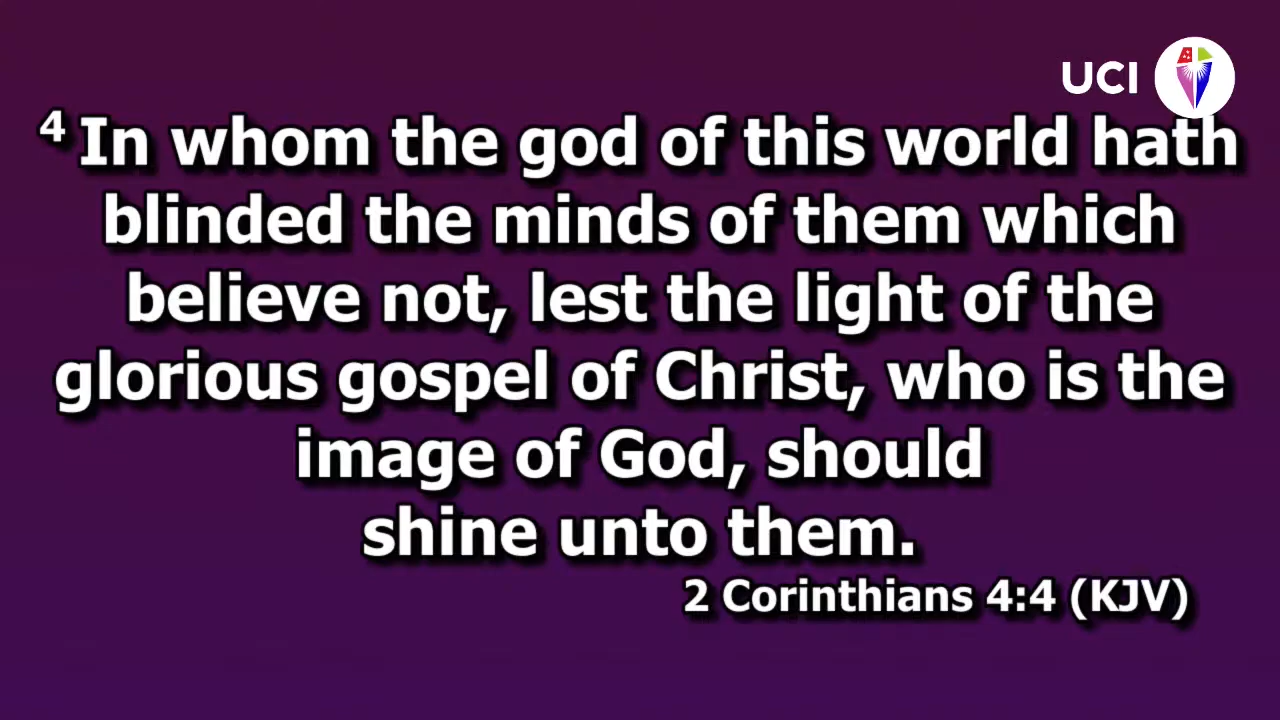 UCI
4 In whom the god of this world hath
blinded the minds of them which
believe not, lest the light of the
glorious gospel of Christ, who is the
image of God, should
shine unto them.
2 Corinthians 4:4 (KJV)